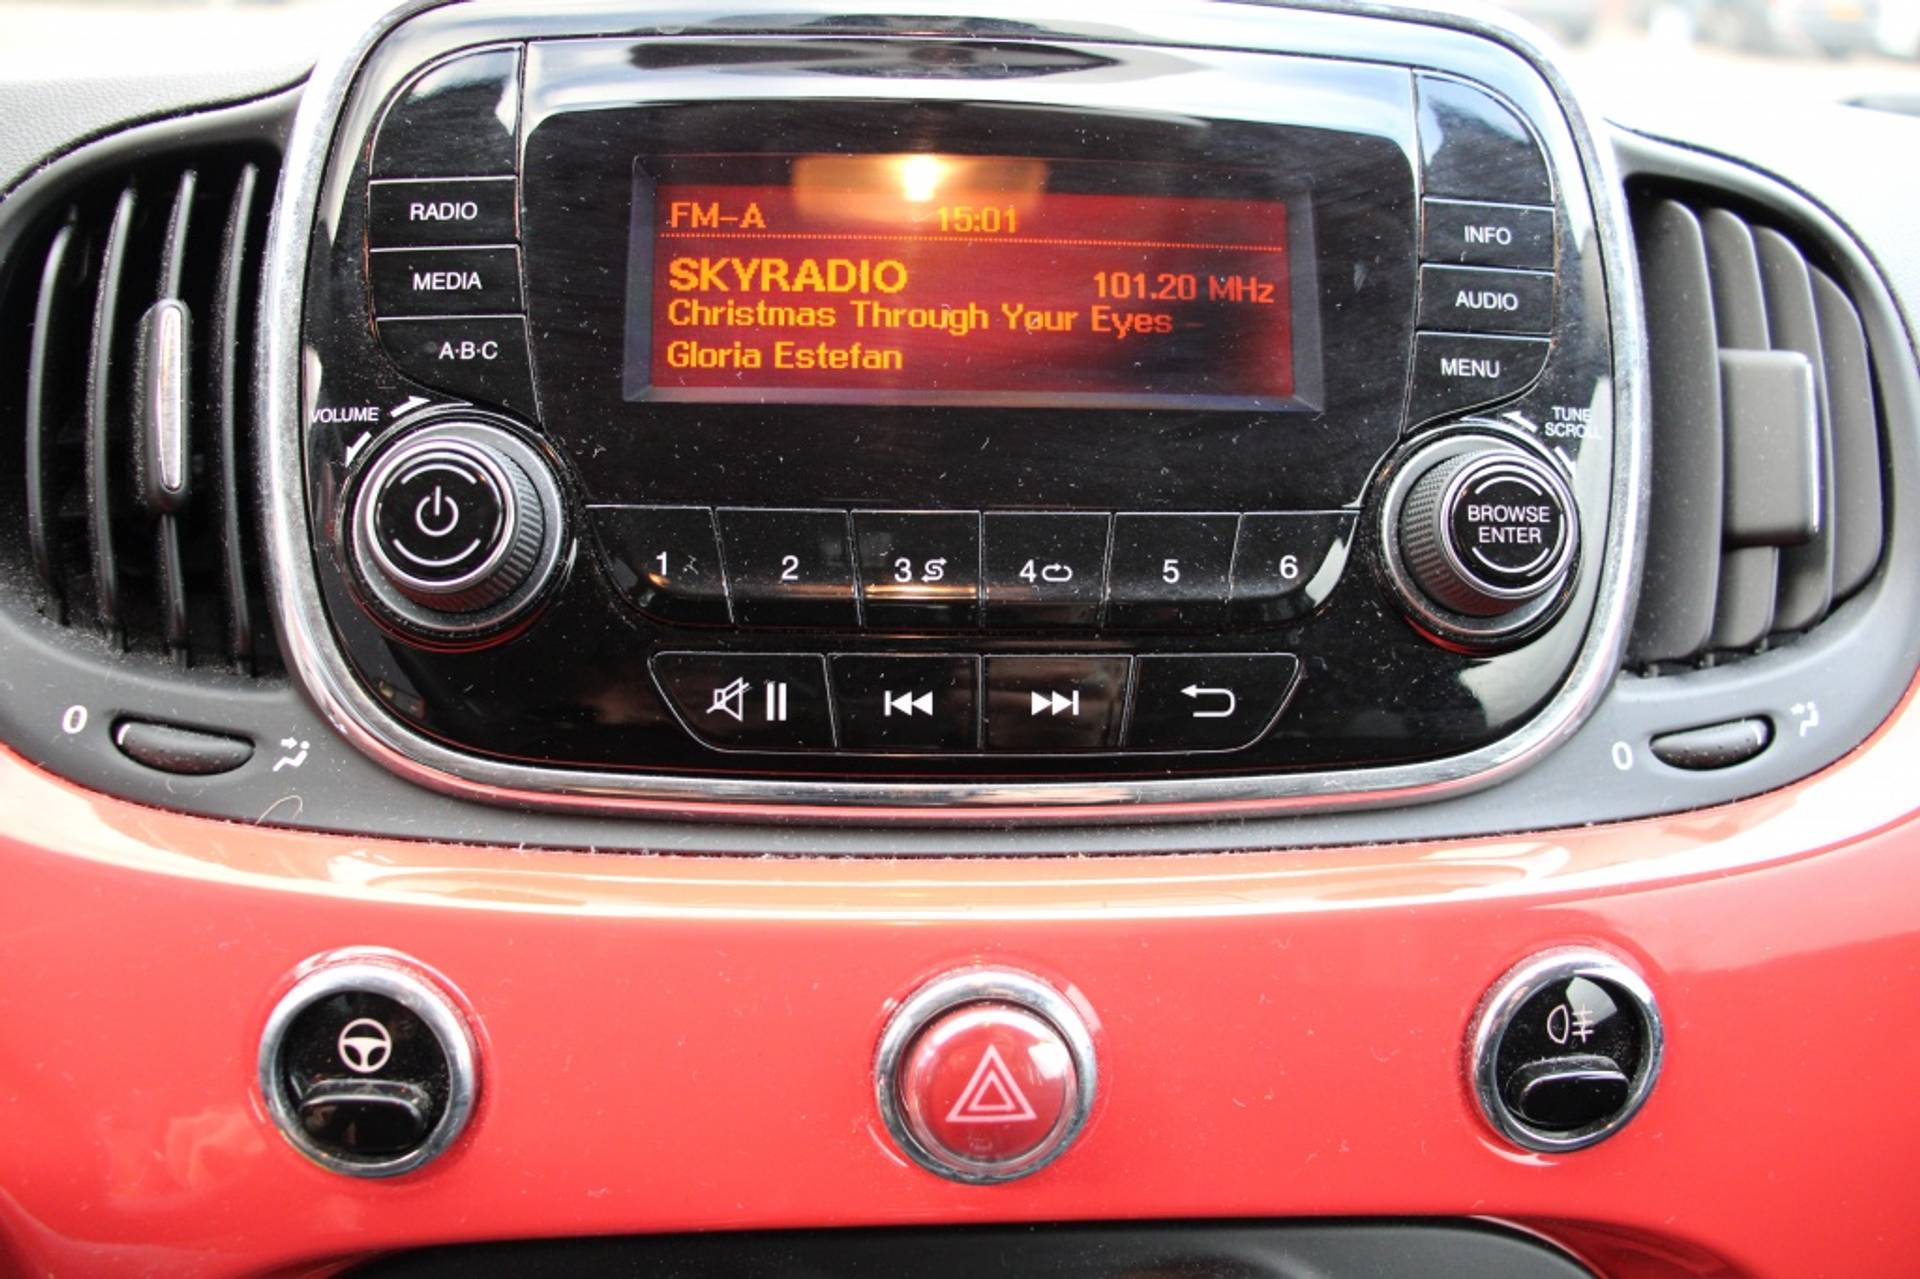 FM-A 15:01
SKYRADIO 101.20 MHz
Christmas Through Your Eyes
Gloria Estefan
RADIO
MEDIA
A·B·C
VOLUME
INFO
AUDIO
MENU
TUNE
SCROLL
BROWSE
ENTER
1 2 3 4 5 6
0
0